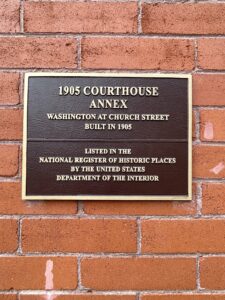 1905 COURTHOUSE
ANNEX
WASHINGTON AT CHURCH STREET
BUILT IN 1905
LISTED IN THE
NATIONAL REGISTER OF HISTORIC PLACES
BY THE UNITED STATES
DEPARTMENT OF THE INTERIOR